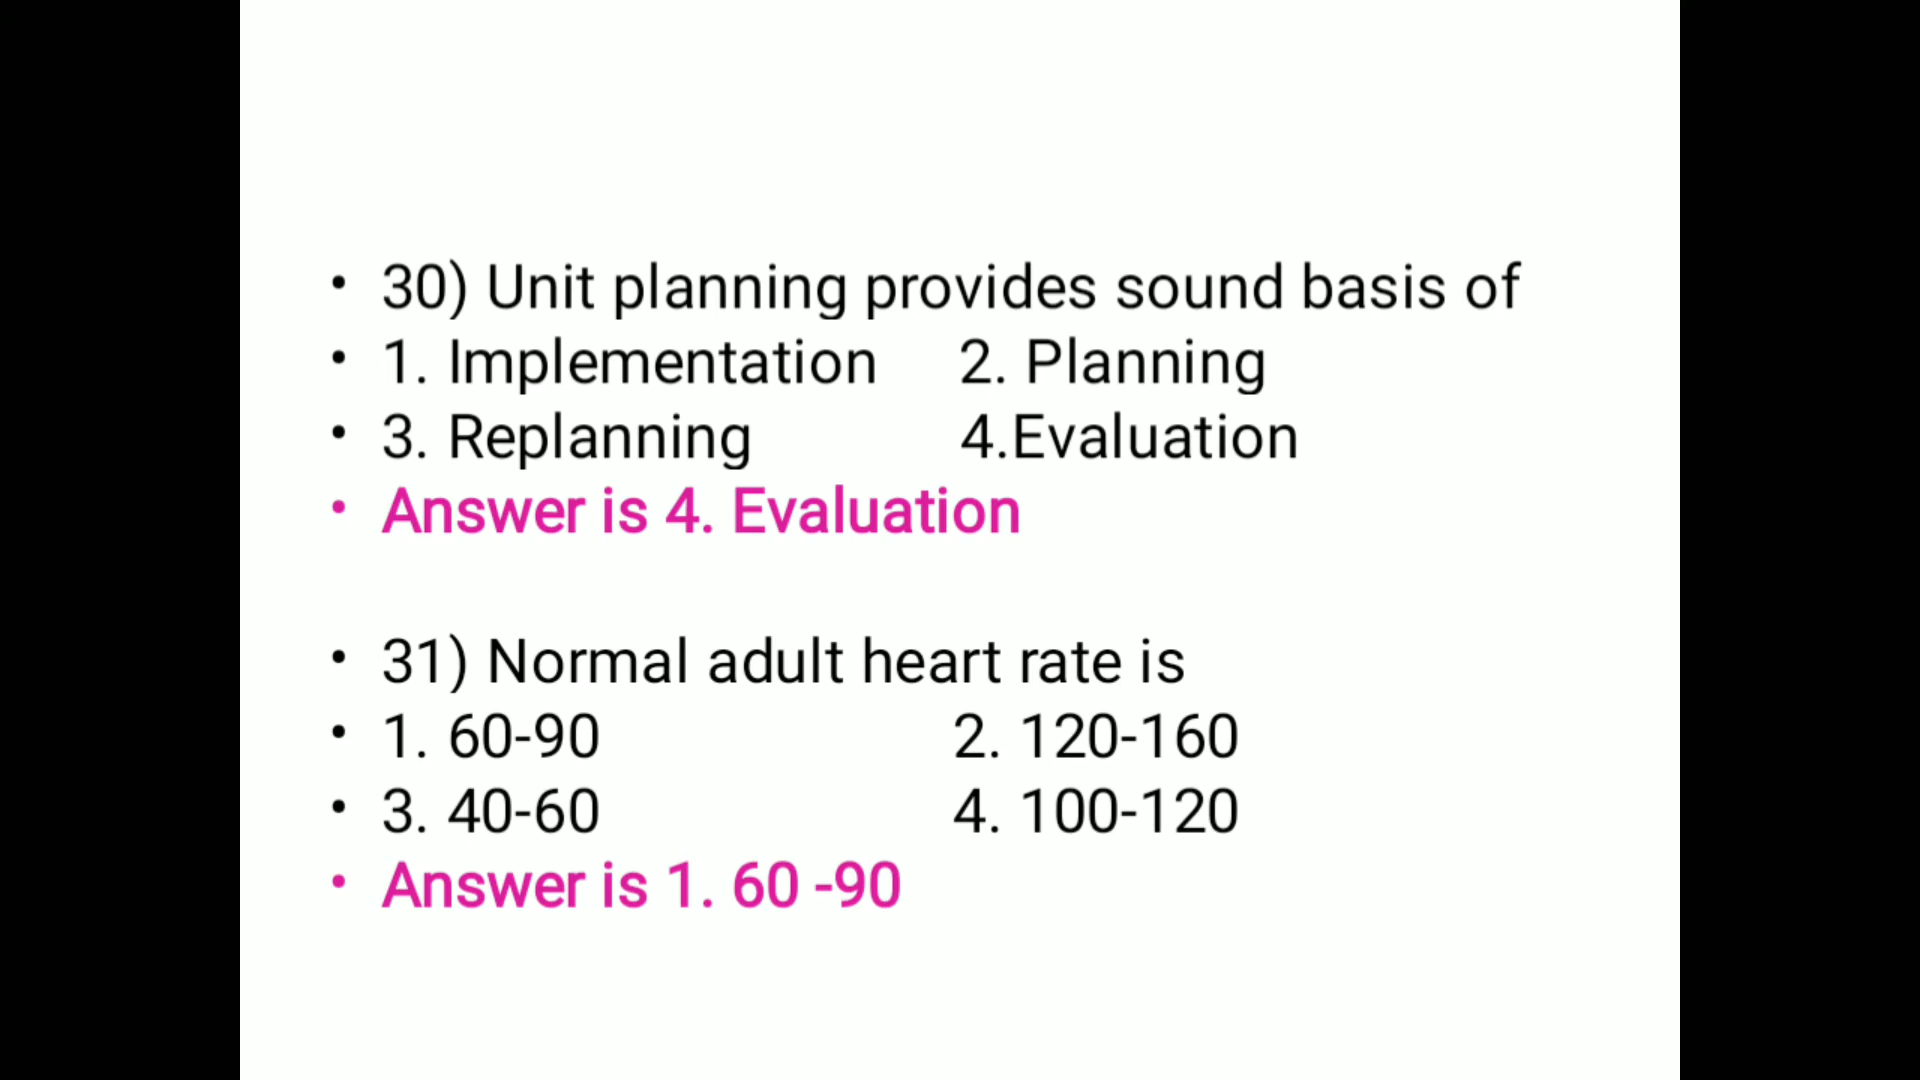 • 30) Unit planning provides sound basis of
• 1. Implementation 2. Planning
• 3. Replanning 4.Evaluation
• Answer is 4. Evaluation
• 31) Normal adult heart rate is
• 1. 60-90 2. 120-160
• 3. 40-60 4. 100-120
• Answer is 1. 60 -90